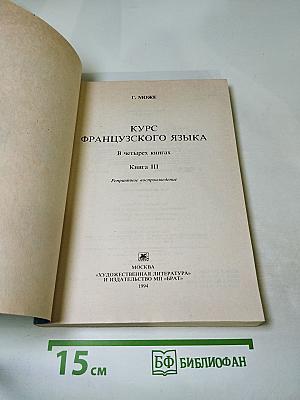 Г. МОЖЕ
КУРС
ФРАНЦУЗСКОГО ЯЗЫКА
В четырех книгах
Книга III
Репринтное воспроизведение
МОСКВА
«ХУДОЖЕСТВЕННАЯ ЛИТЕРАТУРА»
И ИЗДАТЕЛЬСТВО МП «БРАТ»
1994
15 см
БФ БИБЛИОФАН